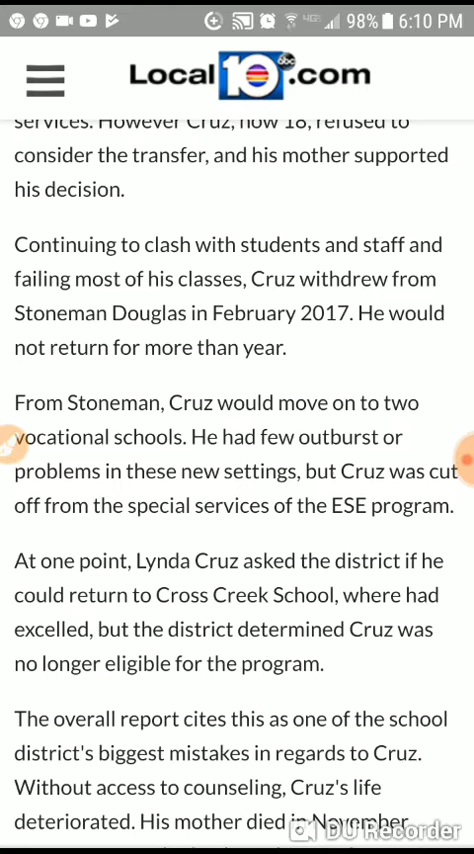 4G 98% 6:10 PM
Local 10 abc .com
services. However Cruz, now 18, refused to
consider the transfer, and his mother supported
his decision.
Continuing to clash with students and staff and
failing most of his classes, Cruz withdrew from
Stoneman Douglas in February 2017. He would
not return for more than year.
From Stoneman, Cruz would move on to two
vocational schools. He had few outburst or
problems in these new settings, but Cruz was cut
off from the special services of the ESE program.
At one point, Lynda Cruz asked the district if he
could return to Cross Creek School, where had
excelled, but the district determined Cruz was
no longer eligible for the program.
The overall report cites this as one of the school
district's biggest mistakes in regards to Cruz.
Without access to counseling, Cruz's life
deteriorated. His mother died in November
DU Recorder